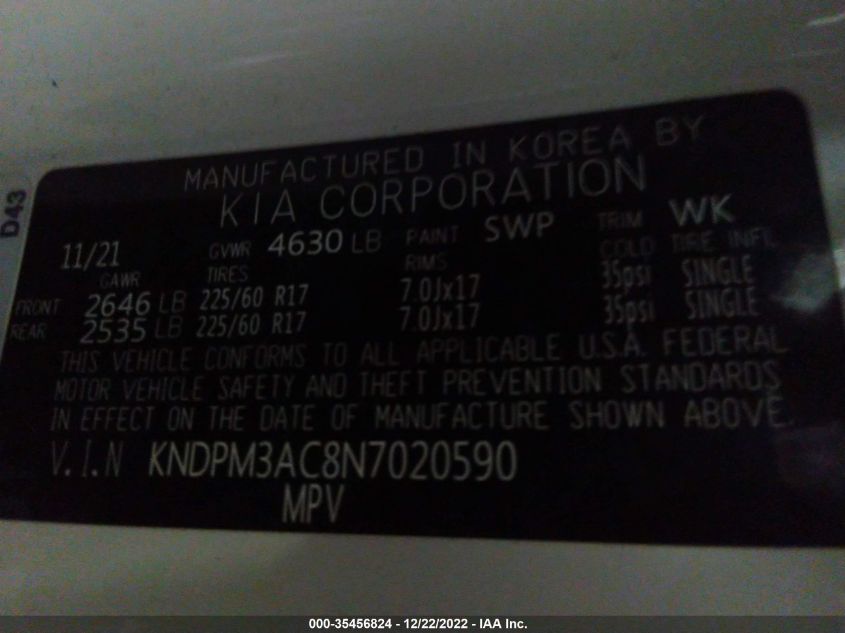 D43
MANUFACTURED IN KOREA BY
KIA CORPORATION
11/21 GVWR 4630 LB PAINT SWP TRIM WK
GAWR TIRES RIMS COLD TIRE INFL
FRONT 2646 LB 225/60 R17 7.0Jx17 35psi SINGLE
REAR 2535 LB 225/60 R17 7.0Jx17 35psi SINGLE
THIS VEHICLE CONFORMS TO ALL APPLICABLE U.S.A. FEDERAL
MOTOR VEHICLE SAFETY AND THEFT PREVENTION STANDARDS
IN EFFECT ON THE DATE OF MANUFACTURE SHOWN ABOVE.
V.I.N KNDPM3AC8N7020590
MPV
000-35456824 - 12/22/2022 - IAA Inc.